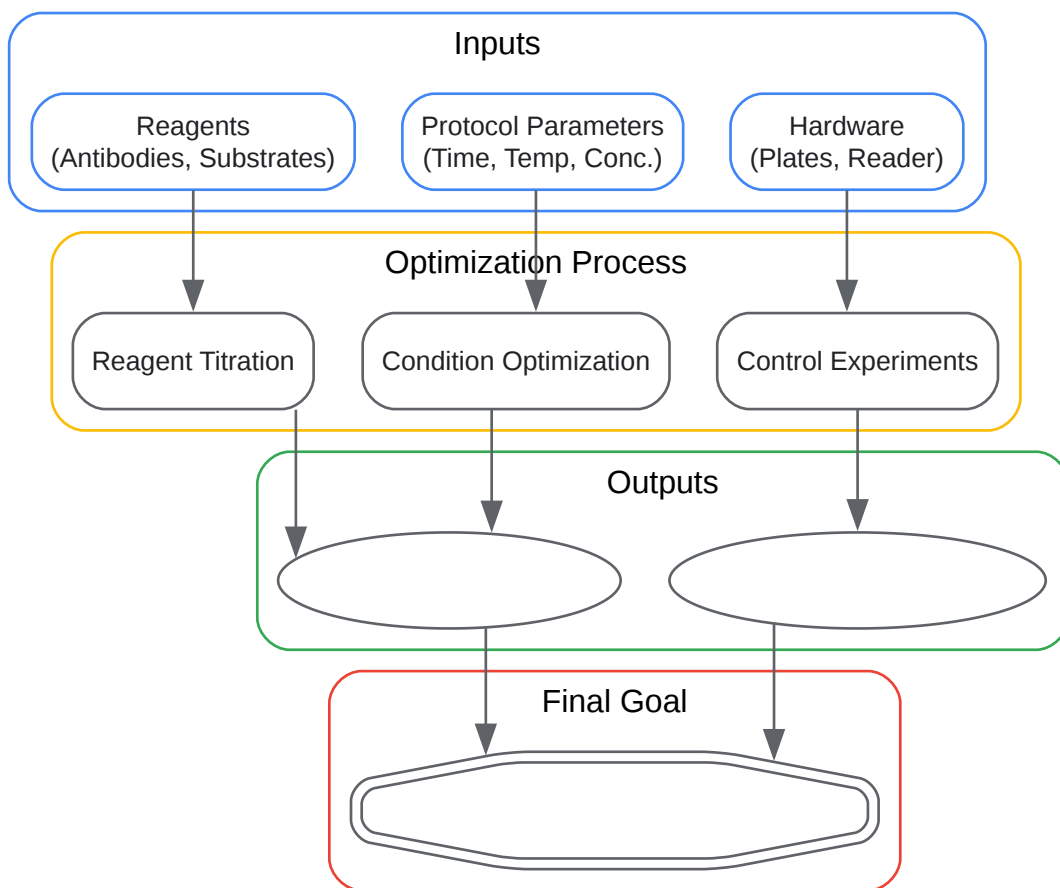 Inputs
Reagents
(Antibodies, Substrates)
Protocol Parameters
(Time, Temp, Conc.)
Hardware
(Plates, Reader)
Optimization Process
Reagent Titration
Condition Optimization
Control Experiments
Outputs
Final Goal